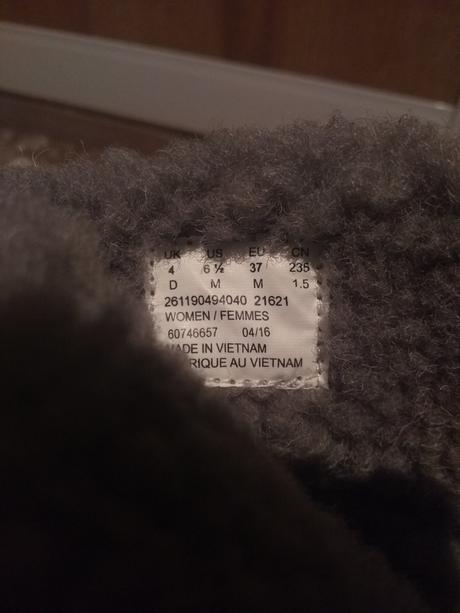 UK US EU CN
4 6 ½ 37 235
D M M 1.5
261190494040 21621
WOMEN / FEMMES
60746657 04/16
MADE IN VIETNAM
RIQUE AU VIETNAM